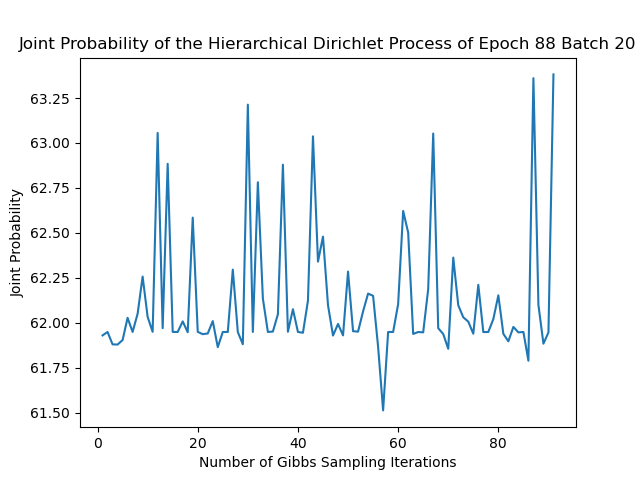 Joint Probability of the Hierarchical Dirichlet Process of Epoch 88 Batch 20
Joint Probability
63.25
63.00
62.75
62.50
62.25
62.00
61.75
61.50
0 20 40 60 80
Number of Gibbs Sampling Iterations